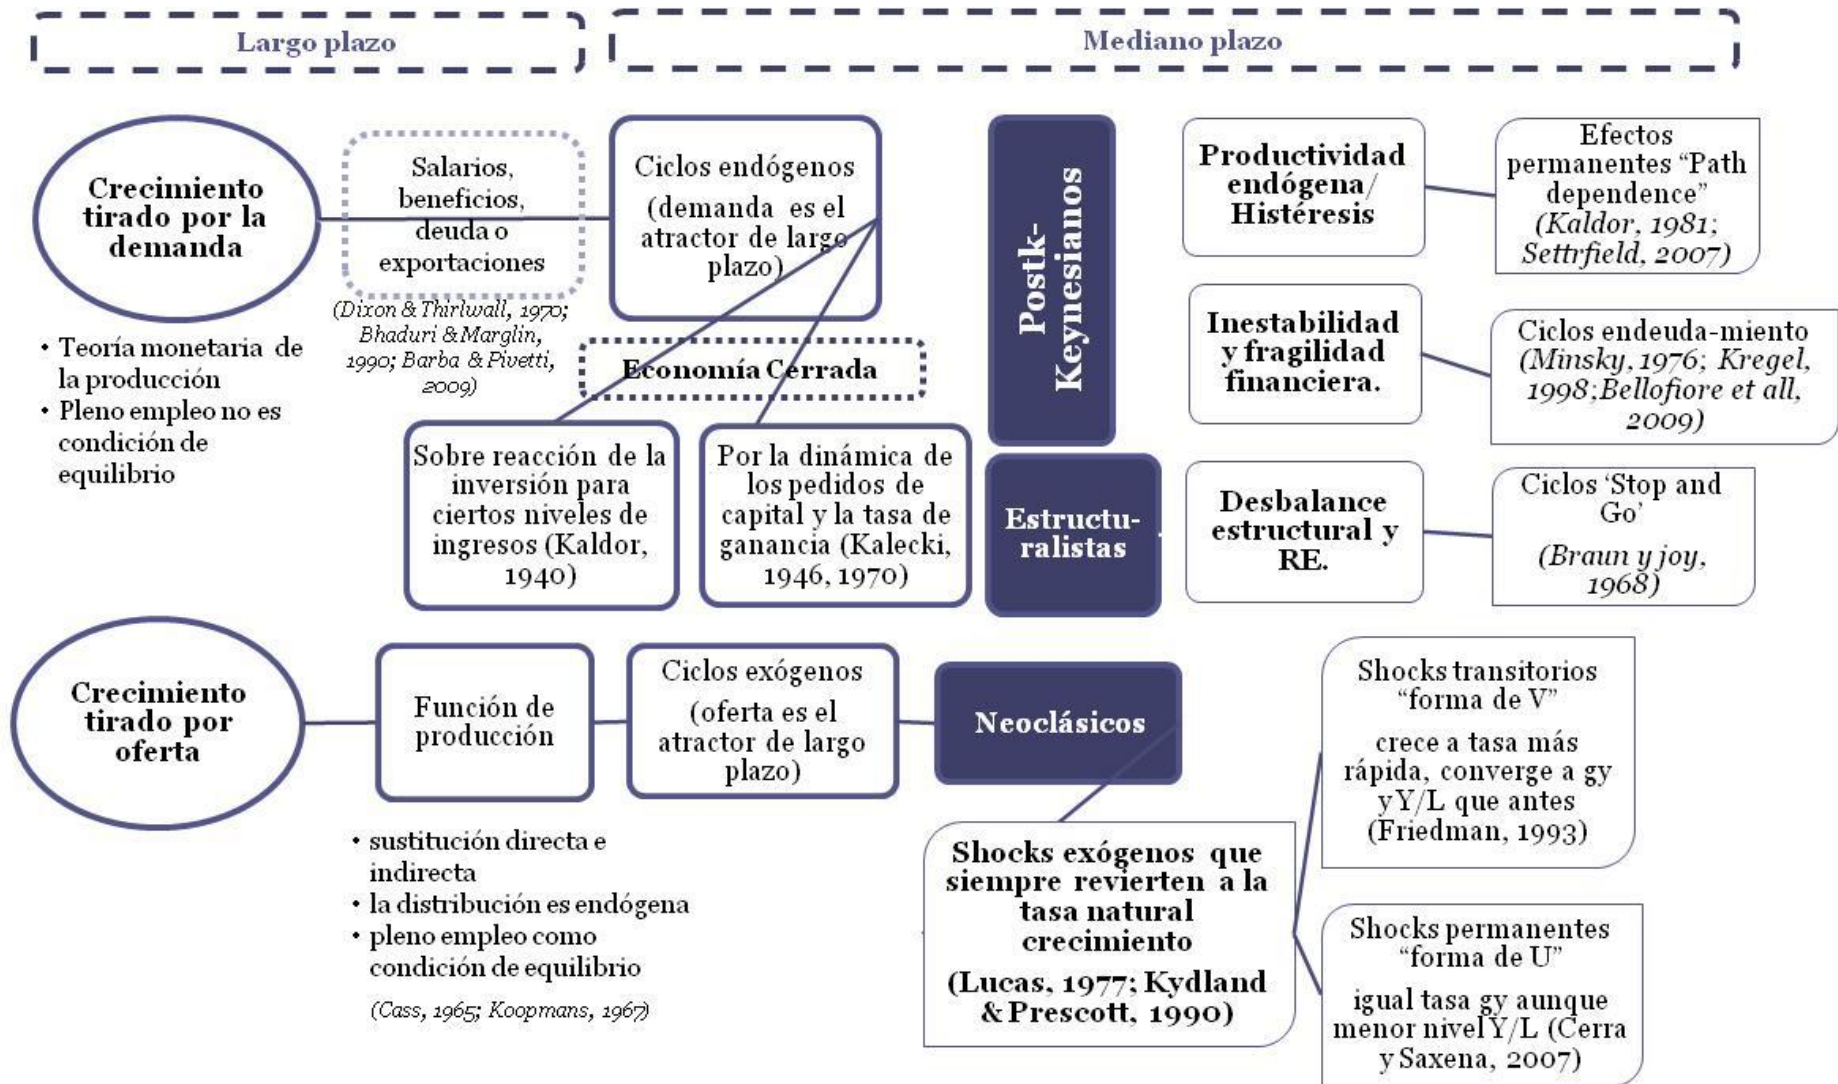 Largo plazo
Mediano plazo
Crecimiento
tirado por la
demanda
• Teoría monetaria de
la producción
• Pleno empleo no es
condición de
equilibrio
Salarios,
beneficios,
deuda o
exportaciones
(Dixon & Thirlwall, 1970;
Bhaduri & Marglin,
1990; Barba & Pivetti,
2009)
Ciclos endógenos
(demanda es el
atractor de largo
plazo)
Economía Cerrada
Sobre reacción de la
inversión para
ciertos niveles de
ingresos (Kaldor,
1940)
Por la dinámica de
los pedidos de
capital y la tasa de
ganancia (Kalecki,
1946, 1970)
Postk-
Keynesianos
Productividad
endógena/
Histéresis
Efectos
permanentes “Path
dependence”
(Kaldor, 1981;
Settrfield, 2007)
Inestabilidad
y fragilidad
financiera.
Ciclos endeuda-miento
(Minsky, 1976; Kregel,
1998;Bellofiore et all,
2009)
Estructu-
ralistas
Desbalance
estructural y
RE.
Ciclos ‘Stop and
Go’
(Braun y joy,
1968)
Crecimiento
tirado por
oferta
Función de
producción
• sustitución directa e
indirecta
• la distribución es endógena
• pleno empleo como
condición de equilibrio
(Cass, 1965; Koopmans, 1967)
Ciclos exógenos
(oferta es el
atractor de largo
plazo)
Neoclásicos
Shocks exógenos que
siempre revierten a la
tasa natural
crecimiento
(Lucas, 1977; Kydland
& Prescott, 1990)
Shocks transitorios
“forma de V”
crece a tasa más
rápida, converge a gy
y Y/L que antes
(Friedman, 1993)
Shocks permanentes
“forma de U”
igual tasa gy aunque
menor nivel Y/L (Cerra
y Saxena, 2007)